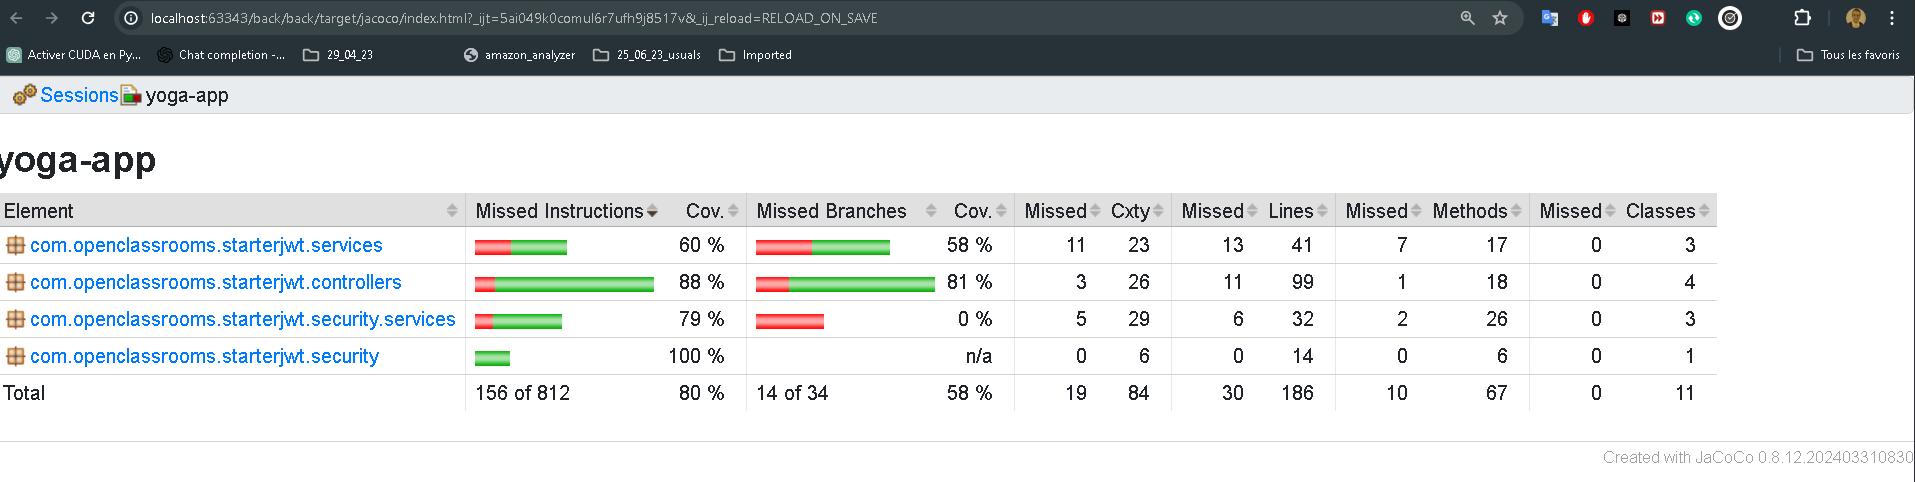 localhost:63343/back/back/target/jacoco/index.html?_ijt=5ai049k0comul6r7ufh9j8517v&_ij_reload=RELOAD_ON_SAVE
Activer CUDA en Py... Chat completion -... 29_04_23 amazon_analyzer 25_06_23_usuals Imported Tous les favoris
Sessions yoga-app
yoga-app
Element Missed Instructions Cov. Missed Branches Cov. Missed Cxty Missed Lines Missed Methods Missed Classes
com.openclassrooms.starterjwt.services 60 % 58 % 11 23 13 41 7 17 0 3
com.openclassrooms.starterjwt.controllers 88 % 81 % 3 26 11 99 1 18 0 4
com.openclassrooms.starterjwt.security.services 79 % 0 % 5 29 6 32 2 26 0 3
com.openclassrooms.starterjwt.security 100 % n/a 0 6 0 14 0 6 0 1
Total 156 of 812 80 % 14 of 34 58 % 19 84 30 186 10 67 0 11
Created with JaCoCo 0.8.12.202403310830